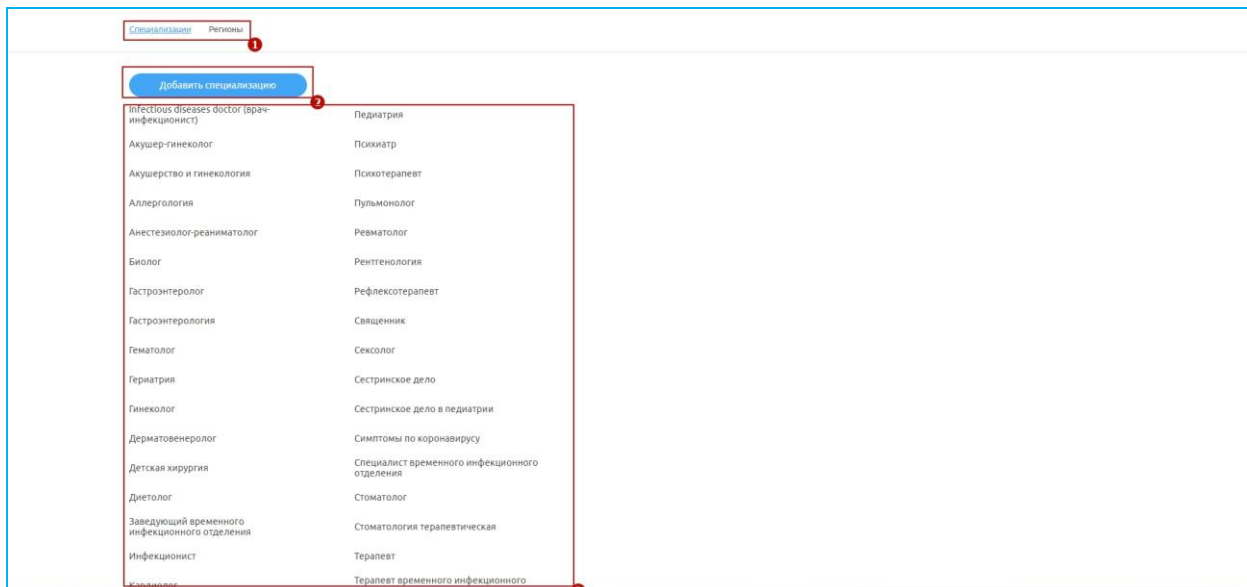 Специализации Регионы
1
Добавить специализацию
2
Infectious diseases doctor (врач-
инфекционист)
Акушер-гинеколог
Акушерство и гинекология
Аллергология
Анестезиолог-реаниматолог
Биолог
Гастроэнтеролог
Гастроэнтерология
Гематолог
Гериатрия
Гинеколог
Дерматовенеролог
Детская хирургия
Диетолог
Заведующий временного
инфекционного отделения
Инфекционист
Кардиолог
Педиатрия
Психиатр
Психотерапевт
Пульмонолог
Ревматолог
Рентгенология
Рефлексотерапевт
Священник
Сексолог
Сестринское дело
Сестринское дело в педиатрии
Симптомы по коронавирусу
Специалист временного инфекционного
отделения
Стоматолог
Стоматология терапевтическая
Терапевт
Терапевт временного инфекционного